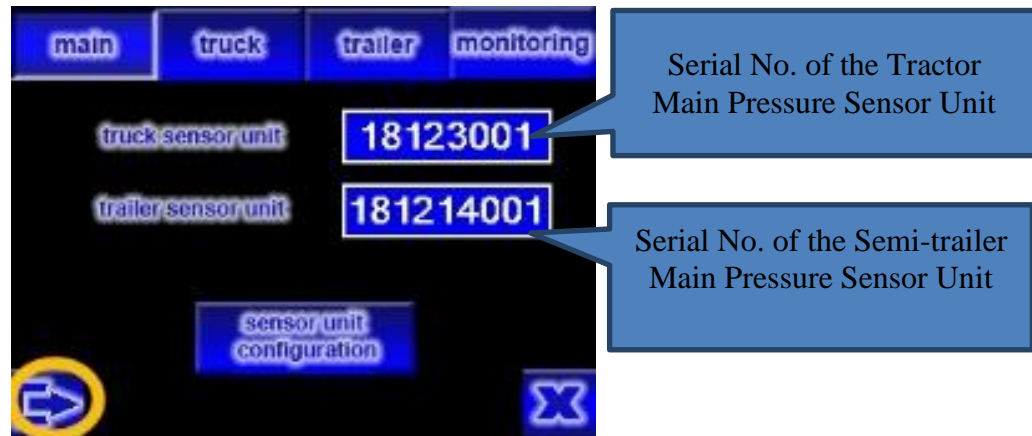 main truck trailer monitoring
truck sensor unit 18123001
trailer sensor unit 181214001
sensor unit
configuration
X
Serial No. of the Tractor
Main Pressure Sensor Unit
Serial No. of the Semi-trailer
Main Pressure Sensor Unit